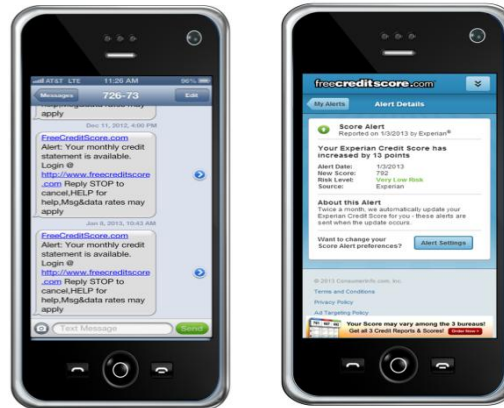 AT&T LTE 11:26 AM 96%
Messages 726-73 Edit
help,Msg&data rates may
apply
Dec 11, 2012, 4:00 PM
FreeCreditScore.com
Alert: Your monthly credit
statement is available.
Login @
http://www.freecreditscore
.com Reply STOP to
cancel,HELP for
help,Msg&data rates may
apply
Jan 8, 2013, 10:43 AM
FreeCreditScore.com
Alert: Your monthly credit
statement is available.
Login @
http://www.freecreditscore
.com Reply STOP to
cancel,HELP for
help,Msg&data rates may
apply
Text Message Send
freecreditscore.com
My Alerts Alert Details
Score Alert
Reported on 1/3/2013 by Experian®
Your Experian Credit Score has
increased by 13 points
Alert Date: 1/3/2013
New Score: 792
Risk Level: Very Low Risk
Source: Experian
About this Alert
Twice a month, we automatically update your
Experian Credit Score for you - these alerts are
sent when the update occurs.
Want to change your
Score Alert preferences? Alert Settings
© 2013 ConsumerInfo.com, Inc.
Terms and Conditions
Privacy Policy
Ad Targeting Policy
Your Score may vary among the 3 bureaus!
Get all 3 Credit Reports & Scores! Order Now